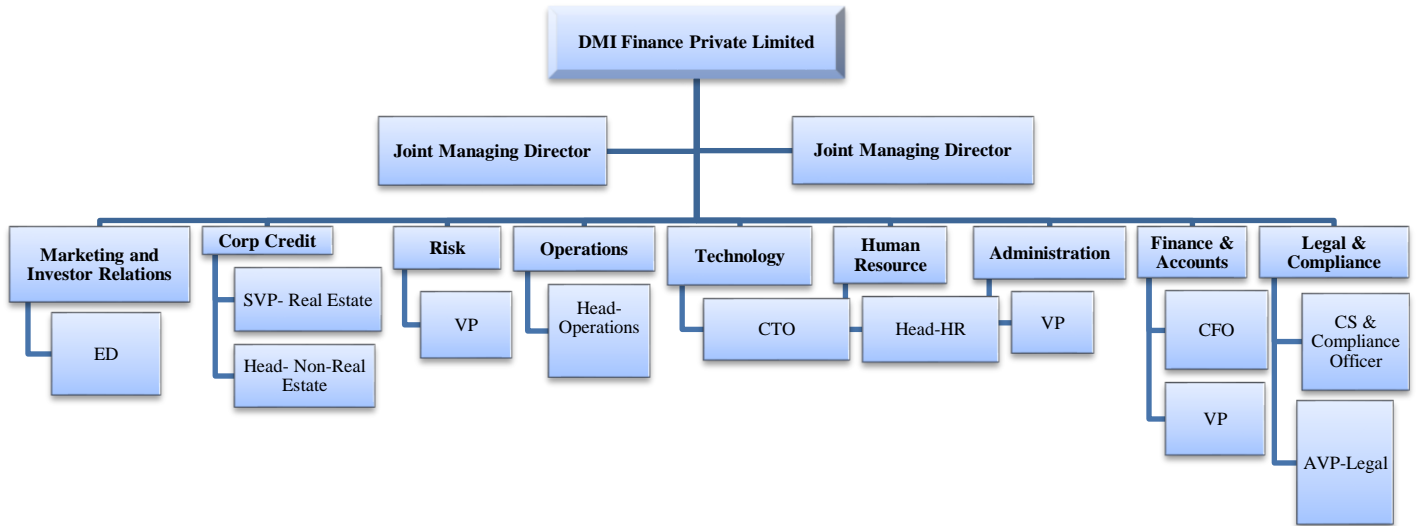 DMI Finance Private Limited
Joint Managing Director
Joint Managing Director
Marketing and
Investor Relations
ED
Corp Credit
SVP- Real Estate
Head- Non-Real
Estate
Risk
VP
Operations
Head-
Operations
Technology
CTO
Human
Resource
Head-HR
Administration
VP
Finance &
Accounts
CFO
VP
Legal &
Compliance
CS &
Compliance
Officer
AVP-Legal